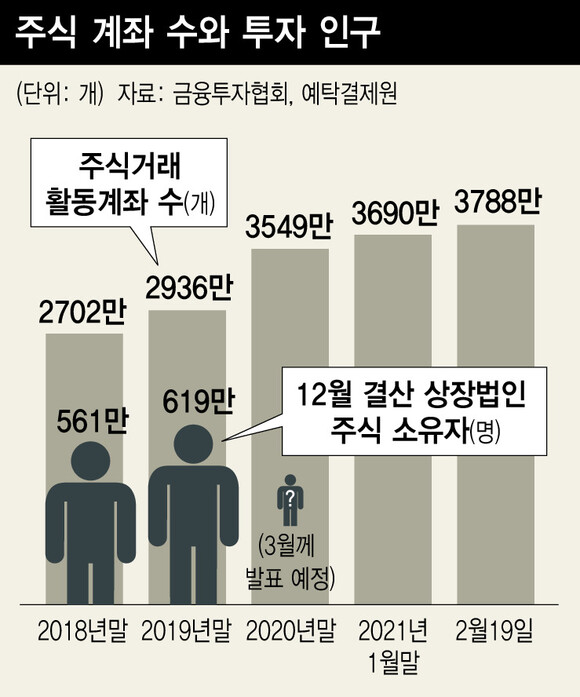 주식 계좌 수와 투자 인구
(단위: 개) 자료: 금융투자협회, 예탁결제원
주식거래
활동계좌 수(개)
2702만
2936만
3549만
3690만
3788만
561만
619만
12월 결산 상장법인
주식 소유자(명)
?
(3월께
발표 예정)
2018년말
2019년말
2020년말
2021년
1월말
2월19일